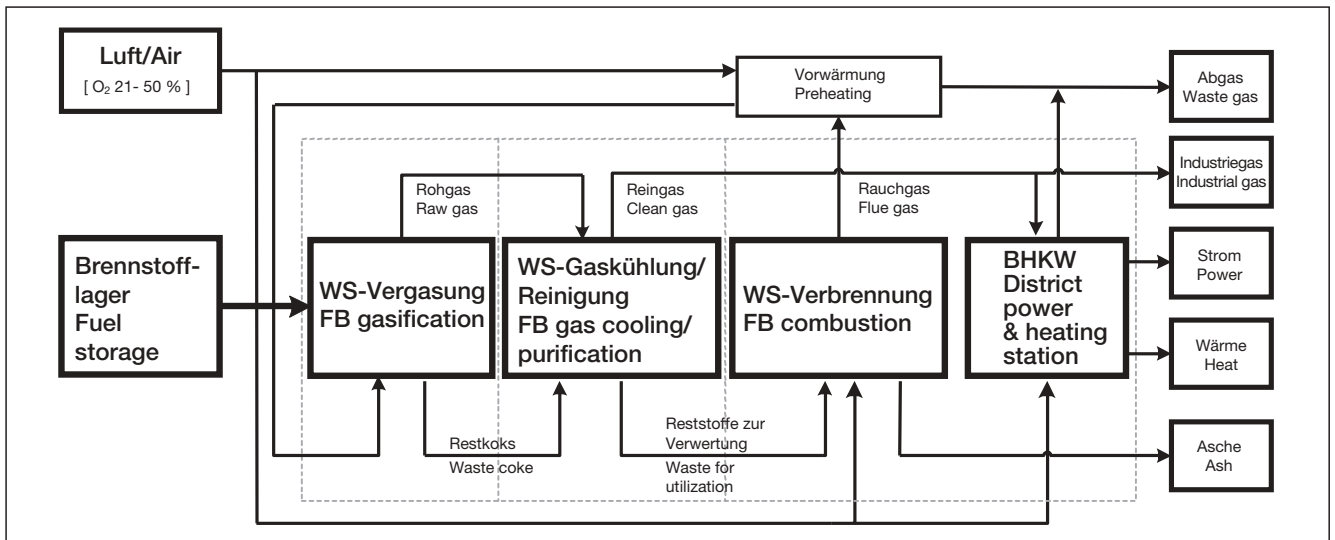 Luft/Air
[ O₂ 21- 50 % ]
Vorwärmung
Preheating
Abgas
Waste gas
Industriegas
Industrial gas
Rohgas
Raw gas
Reingas
Clean gas
Rauchgas
Flue gas
Brennstoff-
lager
Fuel
storage
WS-Vergasung
FB gasification
WS-Gaskühlung/
Reinigung
FB gas cooling/
purification
WS-Verbrennung
FB combustion
BHKW
District
power
& heating
station
Strom
Power
Wärme
Heat
Restkoks
Waste coke
Reststoffe zur
Verwertung
Waste for
utilization
Asche
Ash